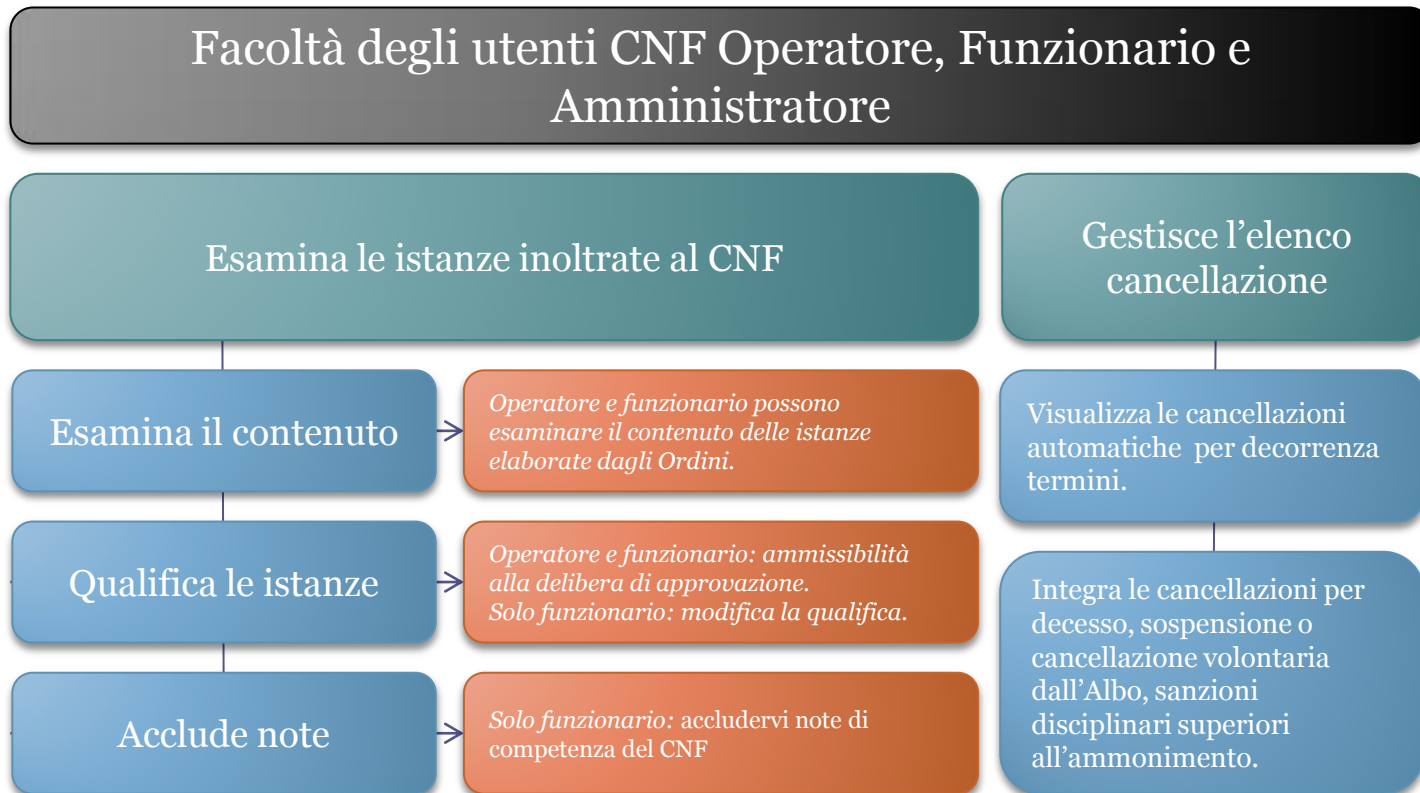 Facoltà degli utenti CNF Operatore, Funzionario e
Amministratore
Esamina le istanze inoltrate al CNF
Gestisce l’elenco
cancellazione
Esamina il contenuto
Operatore e funzionario possono
esaminare il contenuto delle istanze
elaborate dagli Ordini.
Visualizza le cancellazioni
automatiche per decorrenza
termini.
Qualifica le istanze
Operatore e funzionario: ammissibilità
alla delibera di approvazione.
Solo funzionario: modifica la qualifica.
Integra le cancellazioni per
decesso, sospensione o
cancellazione volontaria
dall’Albo, sanzioni
disciplinari superiori
all’ammonimento.
Acclude note
Solo funzionario: accludervi note di
competenza del CNF